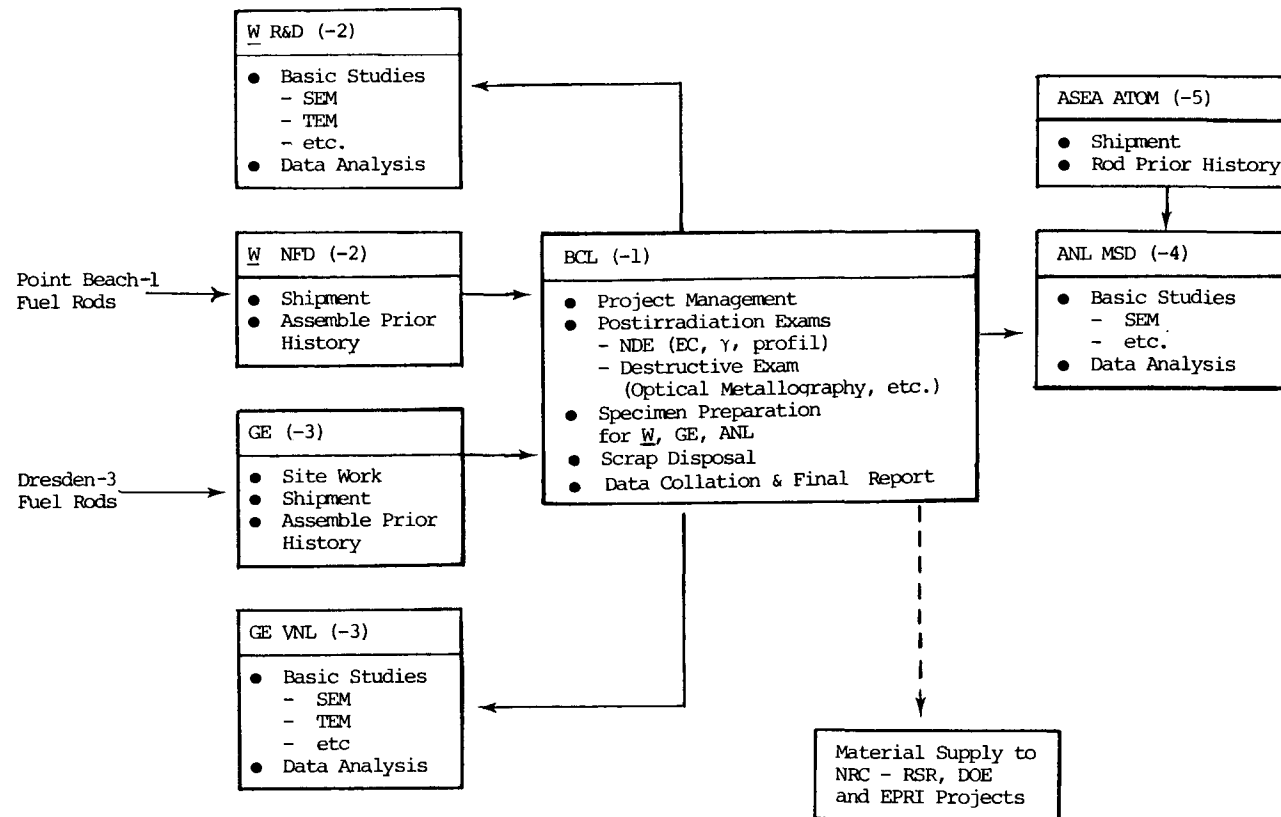 W R&D (-2)
● Basic Studies
- SEM
- TEM
- etc.
● Data Analysis
ASEA ATOM (-5)
● Shipment
● Rod Prior History
Point Beach-1
Fuel Rods
W NFD (-2)
● Shipment
● Assemble Prior
History
BCL (-1)
● Project Management
● Postirradiation Exams
- NDE (EC, γ, profil)
- Destructive Exam
(Optical Metallography, etc.)
● Specimen Preparation
for W, GE, ANL
● Scrap Disposal
● Data Collation & Final Report
ANL MSD (-4)
● Basic Studies
- SEM
- etc.
● Data Analysis
Dresden-3
Fuel Rods
GE (-3)
● Site Work
● Shipment
● Assemble Prior
History
GE VNL (-3)
● Basic Studies
- SEM
- TEM
- etc
● Data Analysis
Material Supply to
NRC - RSR, DOE
and EPRI Projects